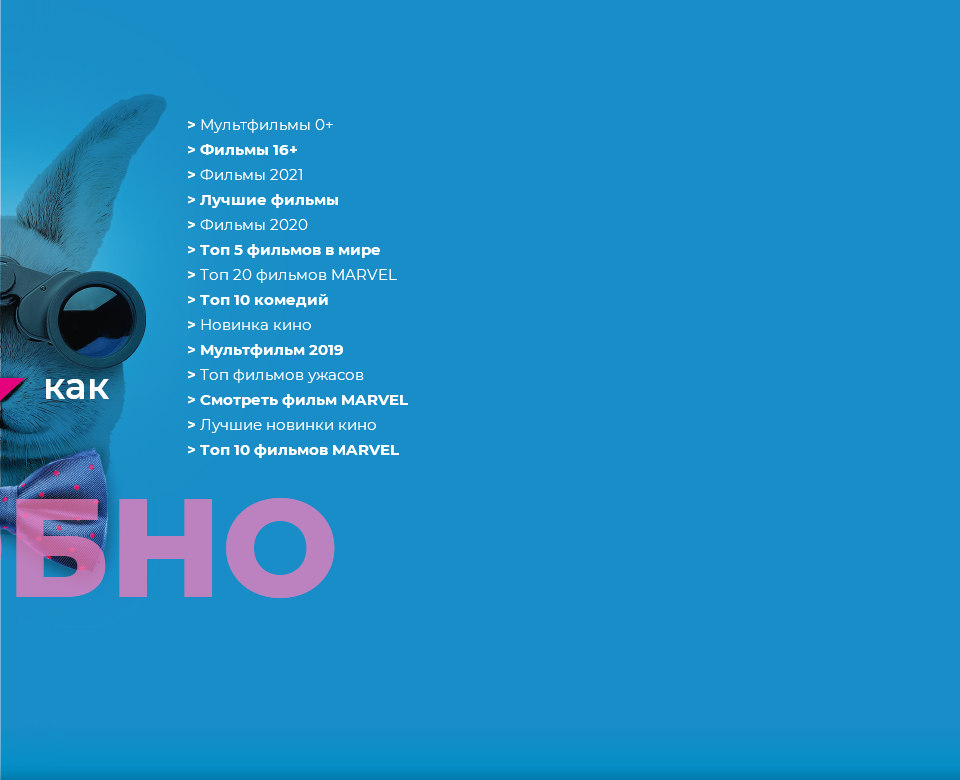 > Мультфильмы 0+
> Фильмы 16+
> Фильмы 2021
> Лучшие фильмы
> Фильмы 2020
> Топ 5 фильмов в мире
> Топ 20 фильмов MARVEL
> Топ 10 комедий
> Новинка кино
> Мультфильм 2019
> Топ фильмов ужасов
> Смотреть фильм MARVEL
> Лучшие новинки кино
> Топ 10 фильмов MARVEL
как
БНО